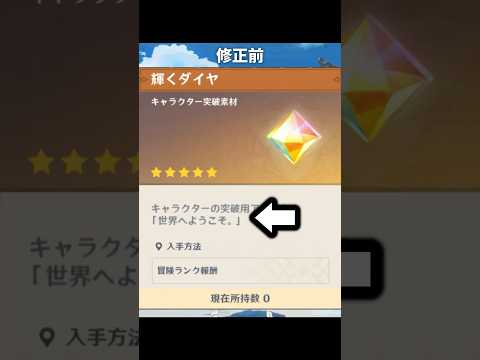 修正前
輝くダイヤ
キャラクター突破素材
キャラクターの突破用
「世界へようこそ。」
入手方法
冒険ランク報酬
現在所持数 0
キャラク
「世界へ
入手方法